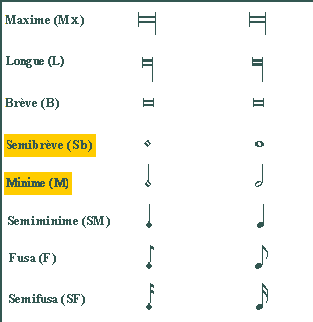 Maxime (Mx)
Longue (L)
Brève (B)
Semibrève (Sb)
Minime (M)
Semiminime (SM)
Fusa (F)
Semifusa (SF)